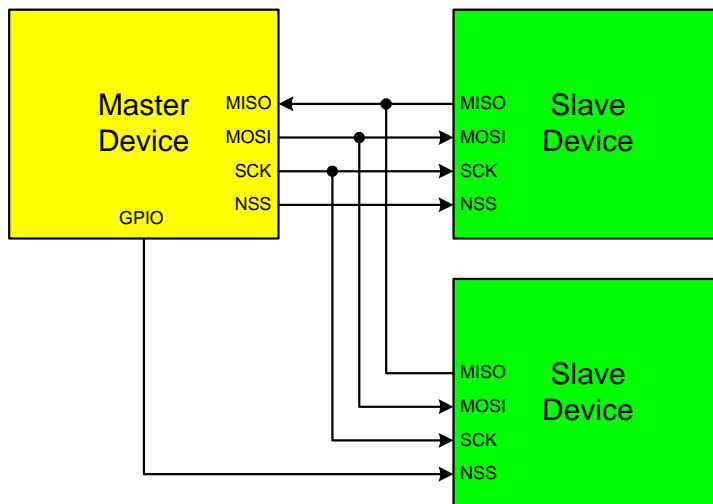 Master
Device
MISO
MOSI
SCK
NSS
GPIO
MISO
MOSI
SCK
NSS
Slave
Device
MISO
MOSI
SCK
NSS
Slave
Device